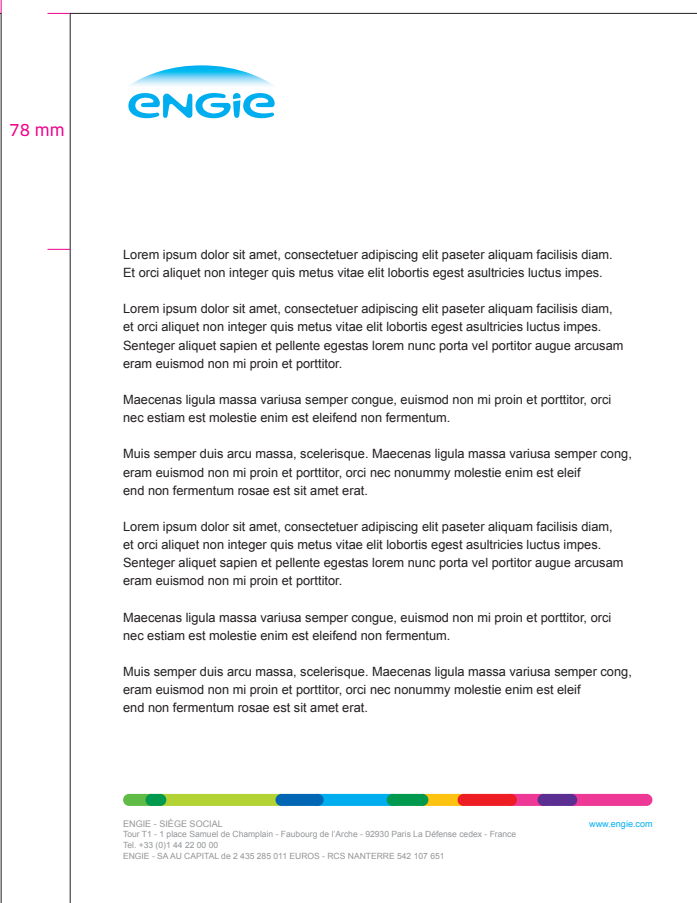 ENGIE
78 mm
Lorem ipsum dolor sit amet, consectetuer adipiscing elit paseter aliquam facilisis diam.
Et orci aliquet non integer quis metus vitae elit lobortis egest asultricies luctus impes.
Lorem ipsum dolor sit amet, consectetuer adipiscing elit paseter aliquam facilisis diam,
et orci aliquet non integer quis metus vitae elit lobortis egest asultricies luctus impes.
Senteger aliquet sapien et pellente egestas lorem nunc porta vel portitor augue arcusam
eram euismod non mi proin et porttitor.
Maecenas ligula massa variusa semper congue, euismod non mi proin et porttitor, orci
nec estiam est molestie enim est eleifend non fermentum.
Muis semper duis arcu massa, scelerisque. Maecenas ligula massa variusa semper cong,
eram euismod non mi proin et porttitor, orci nec nonummy molestie enim est eleif
end non fermentum rosae est sit amet erat.
Lorem ipsum dolor sit amet, consectetuer adipiscing elit paseter aliquam facilisis diam,
et orci aliquet non integer quis metus vitae elit lobortis egest asultricies luctus impes.
Senteger aliquet sapien et pellente egestas lorem nunc porta vel portitor augue arcusam
eram euismod non mi proin et porttitor.
Maecenas ligula massa variusa semper congue, euismod non mi proin et porttitor, orci
nec estiam est molestie enim est eleifend non fermentum.
Muis semper duis arcu massa, scelerisque. Maecenas ligula massa variusa semper cong,
eram euismod non mi proin et porttitor, orci nec nonummy molestie enim est eleif
end non fermentum rosae est sit amet erat.
ENGIE - SIÈGE SOCIAL
Tour T1 - 1 place Samuel de Champlain - Faubourg de l'Arche - 92930 Paris La Défense cedex - France
Tel. +33 (0)1 44 22 00 00
ENGIE - SA AU CAPITAL de 2 435 285 011 EUROS - RCS NANTERRE 542 107 651
www.engie.com